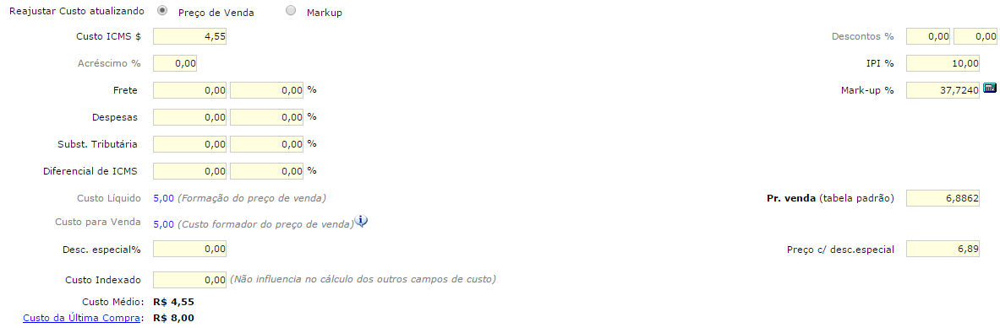 Reajustar Custo atualizando Preço de Venda Markup
Custo ICMS $ 4,55 Descontos % 0,00 0,00
Acréscimo % 0,00 IPI % 10,00
Frete 0,00 0,00 % Mark-up % 37,7240
Despesas 0,00 0,00 %
Subst. Tributária 0,00 0,00 %
Diferencial de ICMS 0,00 0,00 %
Custo Líquido 5,00 (Formação do preço de venda) Pr. venda (tabela padrão) 6,8862
Custo para Venda 5,00 (Custo formador do preço de venda)
Desc. especial% 0,00 Preço c/ desc.especial 6,89
Custo Indexado 0,00 (Não influencia no cálculo dos outros campos de custo)
Custo Médio: R$ 4,55
Custo da Última Compra: R$ 8,00